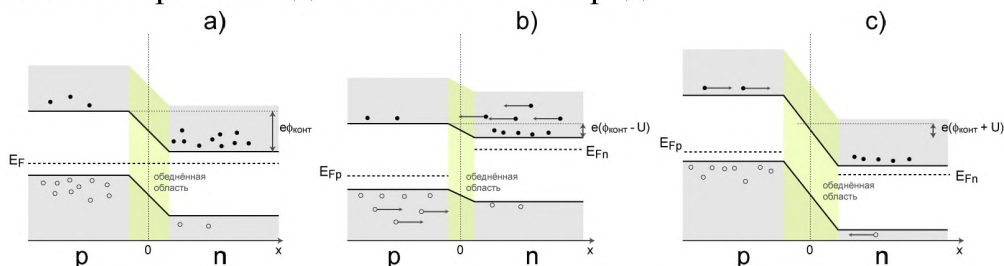 a)
eϕконт
E_F
обеднённая
область
p
0
n
x
b)
e(ϕконт - U)
E_Fn
E_Fp
обеднённая
область
p
0
n
x
c)
e(ϕконт + U)
E_Fp
обеднённая
область
E_Fn
p
0
n
x